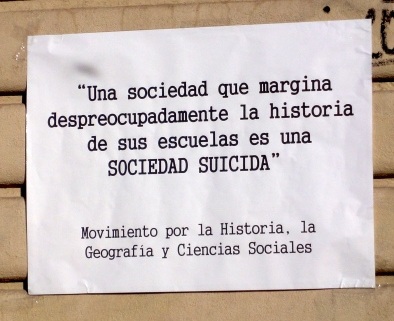 “Una sociedad que margina
despreocupadamente la historia
de sus escuelas es una
SOCIEDAD SUICIDA”
Movimiento por la Historia, la
Geografía y Ciencias Sociales